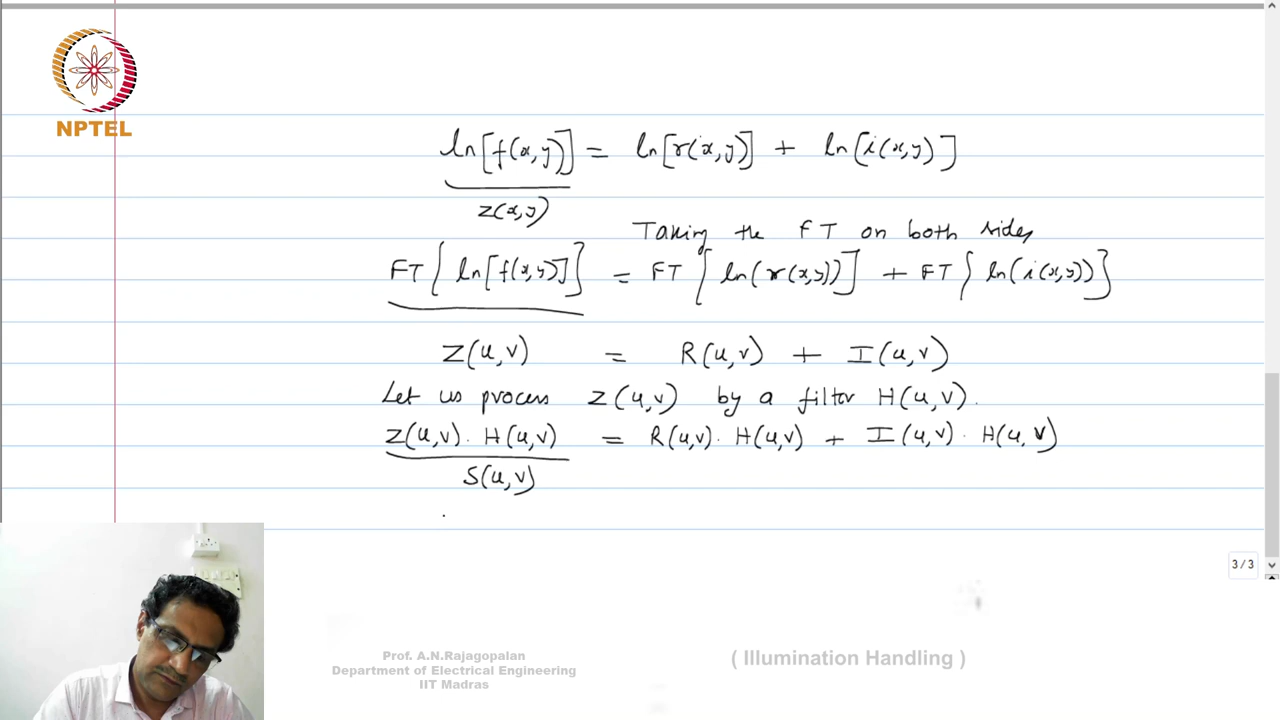 NPTEL
ln[f(x,y)] = ln[r(x,y)] + ln[i(x,y)]
z(x,y)
Taking the FT on both sides
FT{ln[f(x,y)]} = FT{ln(r(x,y))} + FT{ln(i(x,y))}
Z(u,v) = R(u,v) + I(u,v)
Let us process Z(u,v) by a filter H(u,v).
Z(u,v) . H(u,v) = R(u,v) . H(u,v) + I(u,v) . H(u,v)
S(u,v)
3/3
Prof. A.N.Rajagopalan
Department of Electrical Engineering
IIT Madras
( Illumination Handling )